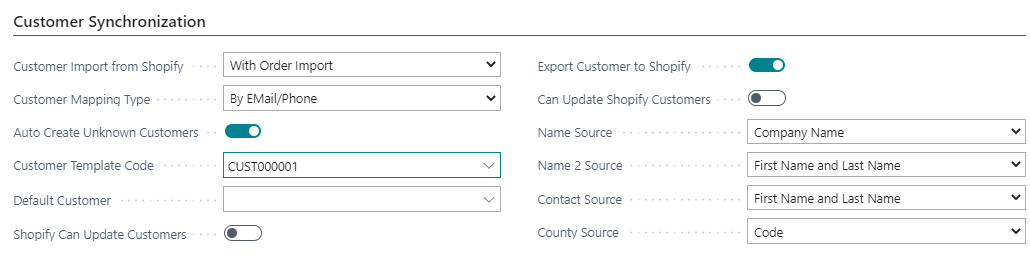 Customer Synchronization
Customer Import from Shopify With Order Import
Customer Mapping Type By EMail/Phone
Auto Create Unknown Customers
Customer Template Code CUST000001
Default Customer
Shopify Can Update Customers
Export Customer to Shopify
Can Update Shopify Customers
Name Source Company Name
Name 2 Source First Name and Last Name
Contact Source First Name and Last Name
County Source Code